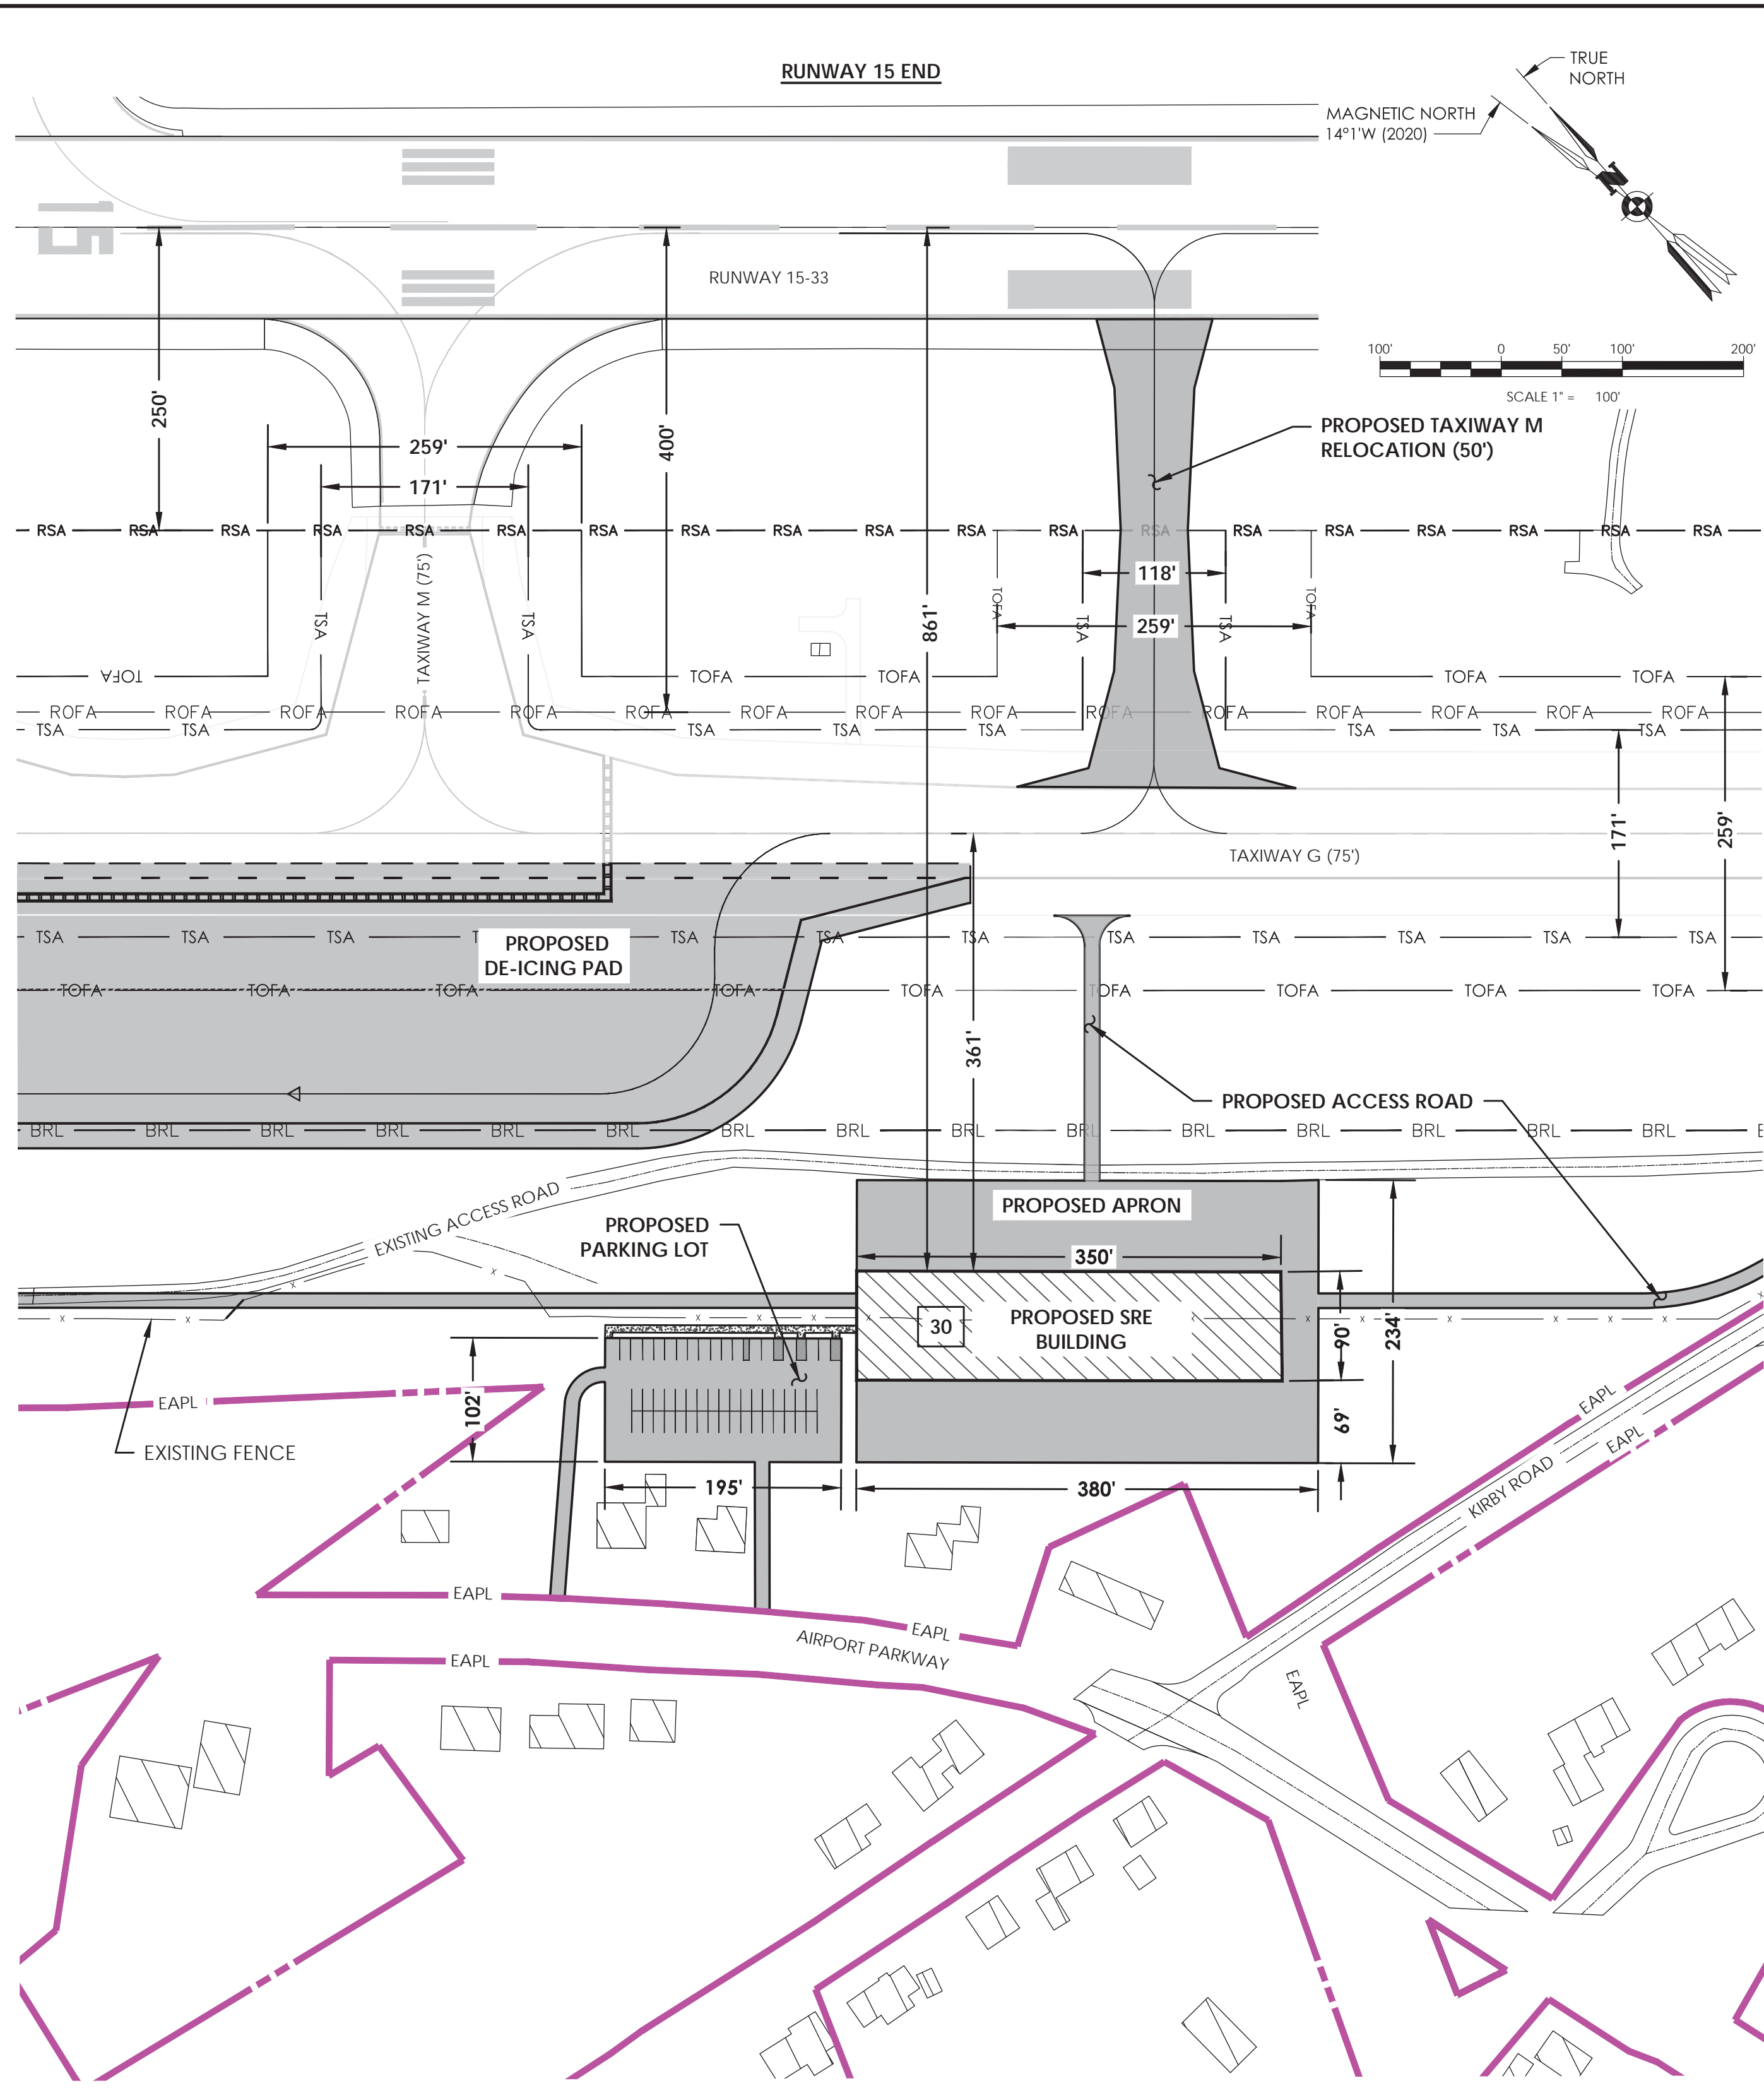 RUNWAY 15 END
TRUE
NORTH
MAGNETIC NORTH
14°1'W (2020)
N
15
RUNWAY 15-33
100' 0 50' 100' 200'
SCALE 1" = 100'
250'
259'
171'
400'
PROPOSED TAXIWAY M
RELOCATION (50')
RSA RSA RSA RSA RSA RSA RSA RSA RSA RSA RSA RSA RSA RSA RSA RSA RSA RSA RSA
TAXIWAY M (75')
TSA TSA
861'
118'
TOFA TOFA
259'
TSA TSA
TOFA TOFA TOFA TOFA TOFA
ROFA ROFA ROFA ROFA ROFA ROFA ROFA ROFA ROFA ROFA ROFA ROFA ROFA ROFA ROFA
TSA TSA TSA TSA TSA TSA TSA TSA
171'
259'
TAXIWAY G (75')
TSA TSA TSA T TSA TSA TSA TSA TSA TSA TSA TSA
PROPOSED
DE-ICING PAD
TOFA TOFA TOFA TOFA TOFA TOFA TOFA TOFA TOFA
361'
PROPOSED ACCESS ROAD
BRL BRL BRL BRL BRL BRL BRL BRL BRL BRL BRL BRL BRL BRL BRL
EXISTING ACCESS ROAD
PROPOSED APRON
PROPOSED
PARKING LOT
350'
30
PROPOSED SRE
BUILDING
90'
234'
69'
102'
EAPL
EXISTING FENCE
195'
380'
EAPL
EAPL
KIRBY ROAD
EAPL
EAPL
AIRPORT PARKWAY
EAPL
EAPL